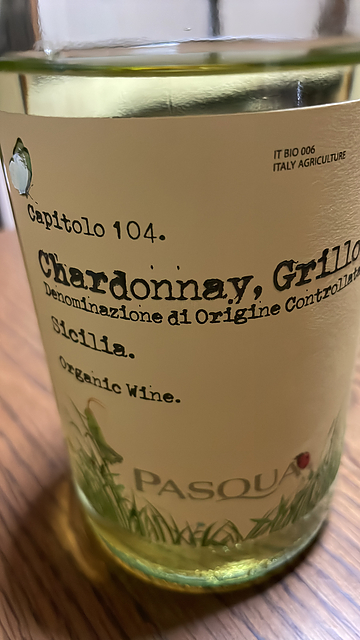 IT BIO 006
ITALY AGRICULTURE
Capitolo 104.
Chardonnay, Grillo
Denominazione di Origine Controllata
Sicilia.
Organic Wine.
PASQUA